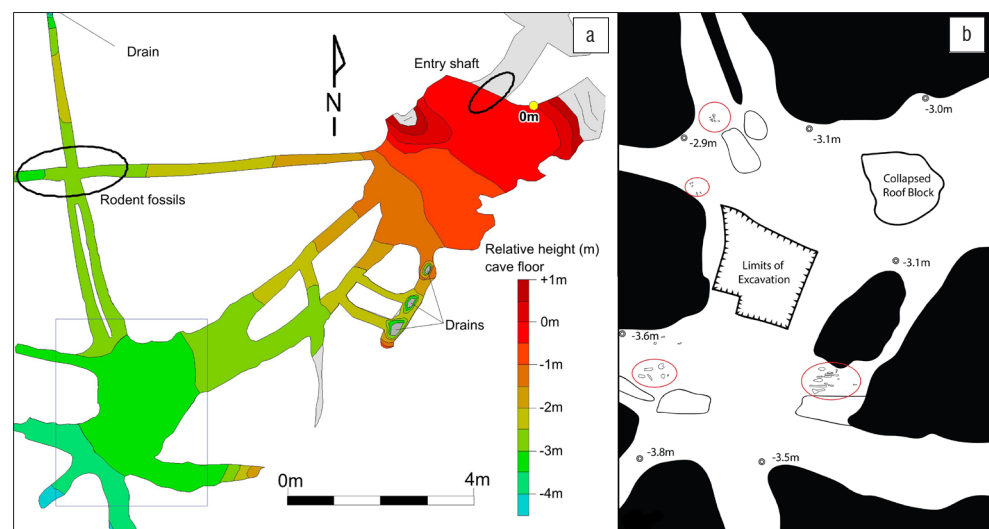 a
Drain
Entry shaft
N
0m
Rodent fossils
Relative height (m)
cave floor
+1m
0m
-1m
-2m
-3m
-4m
Drains
0m
4m
b
-3.0m
-3.1m
-2.9m
Collapsed
Roof Block
-3.1m
Limits of
Excavation
-3.6m
-3.8m
-3.5m